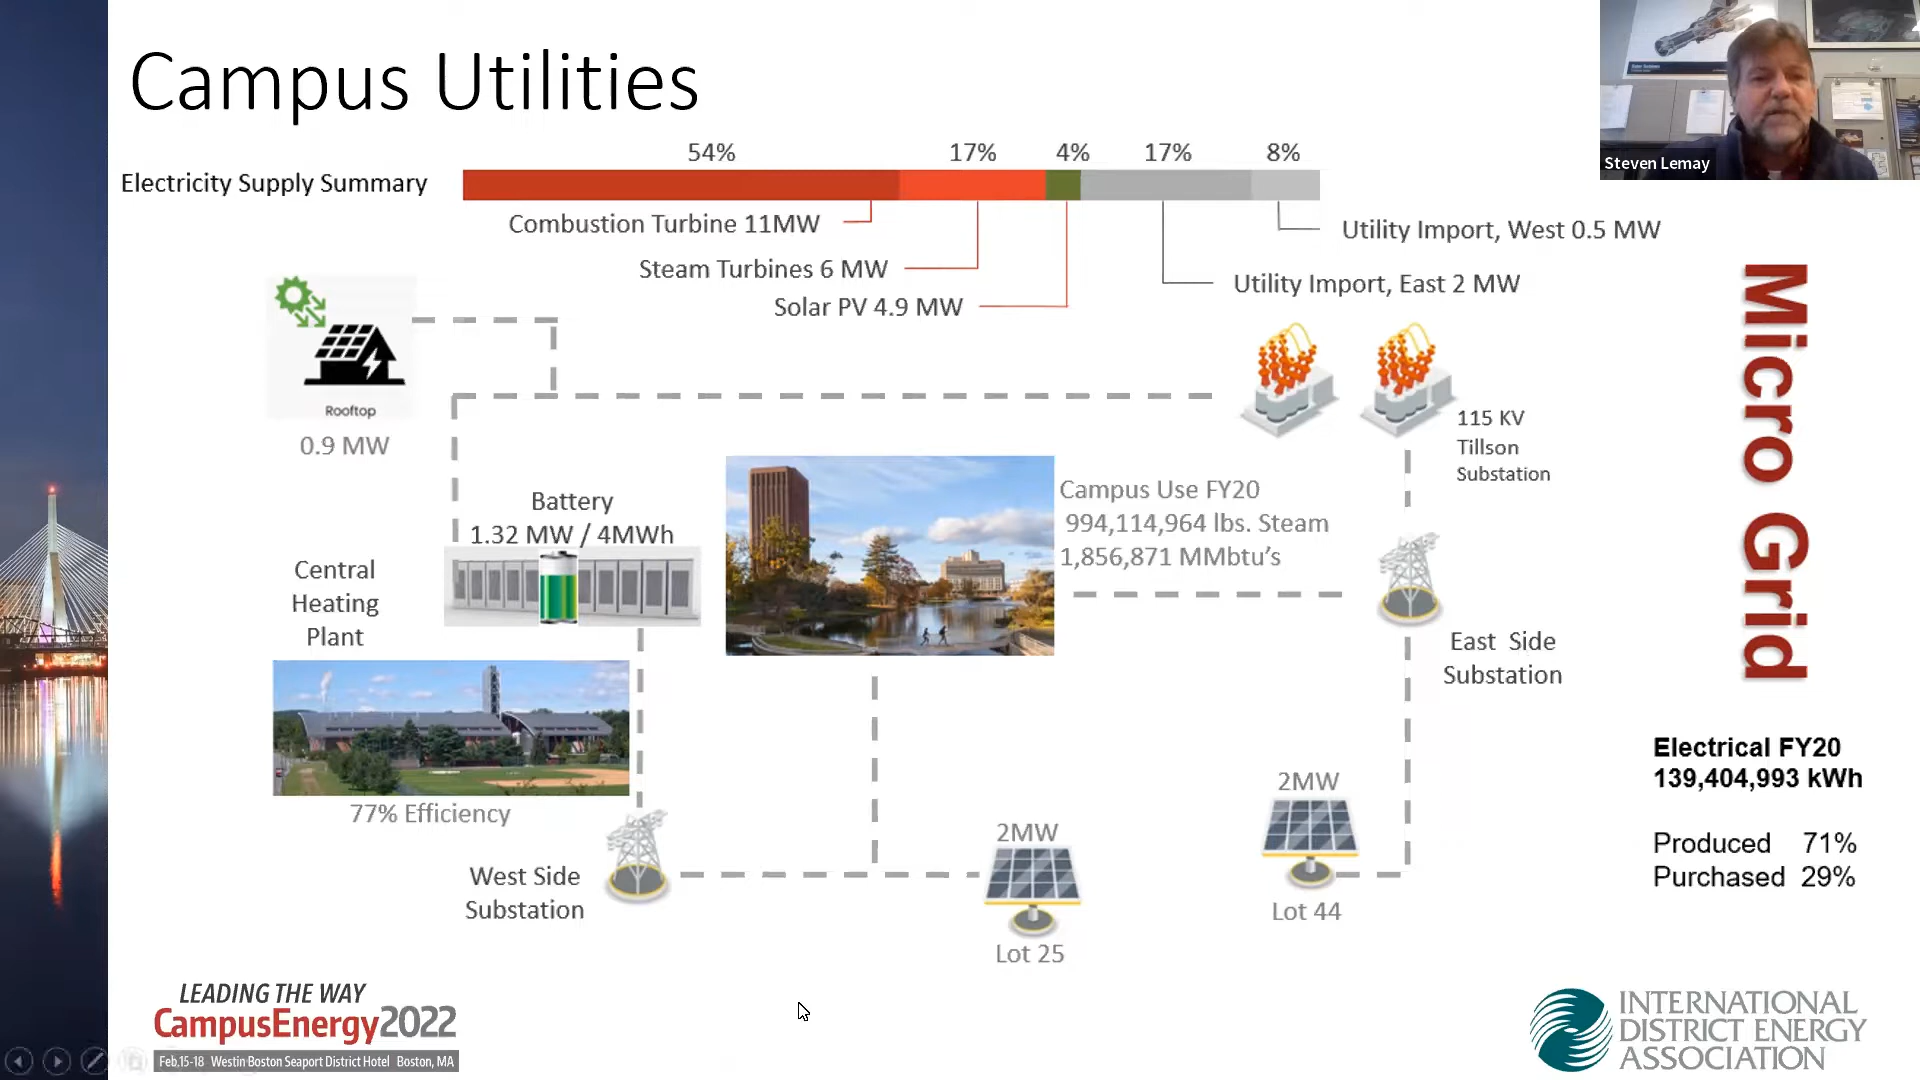 Campus Utilities
Steven Lemay
54%
17%
4%
17%
8%
Electricity Supply Summary
Combustion Turbine 11MW
Utility Import, West 0.5 MW
Steam Turbines 6 MW
Utility Import, East 2 MW
Solar PV 4.9 MW
Micro Grid
Rooftop
0.9 MW
115 KV
Tillson
Substation
Battery
1.32 MW / 4MWh
Campus Use FY20
994,114,964 lbs. Steam
1,856,871 MMbtu's
Central
Heating
Plant
East Side
Substation
77% Efficiency
Electrical FY20
139,404,993 kWh
Produced 71%
Purchased 29%
2MW
Lot 44
2MW
Lot 25
West Side
Substation
LEADING THE WAY
CampusEnergy2022
Feb.15-18 Westin Boston Seaport District Hotel Boston, MA
INTERNATIONAL
DISTRICT ENERGY
ASSOCIATION